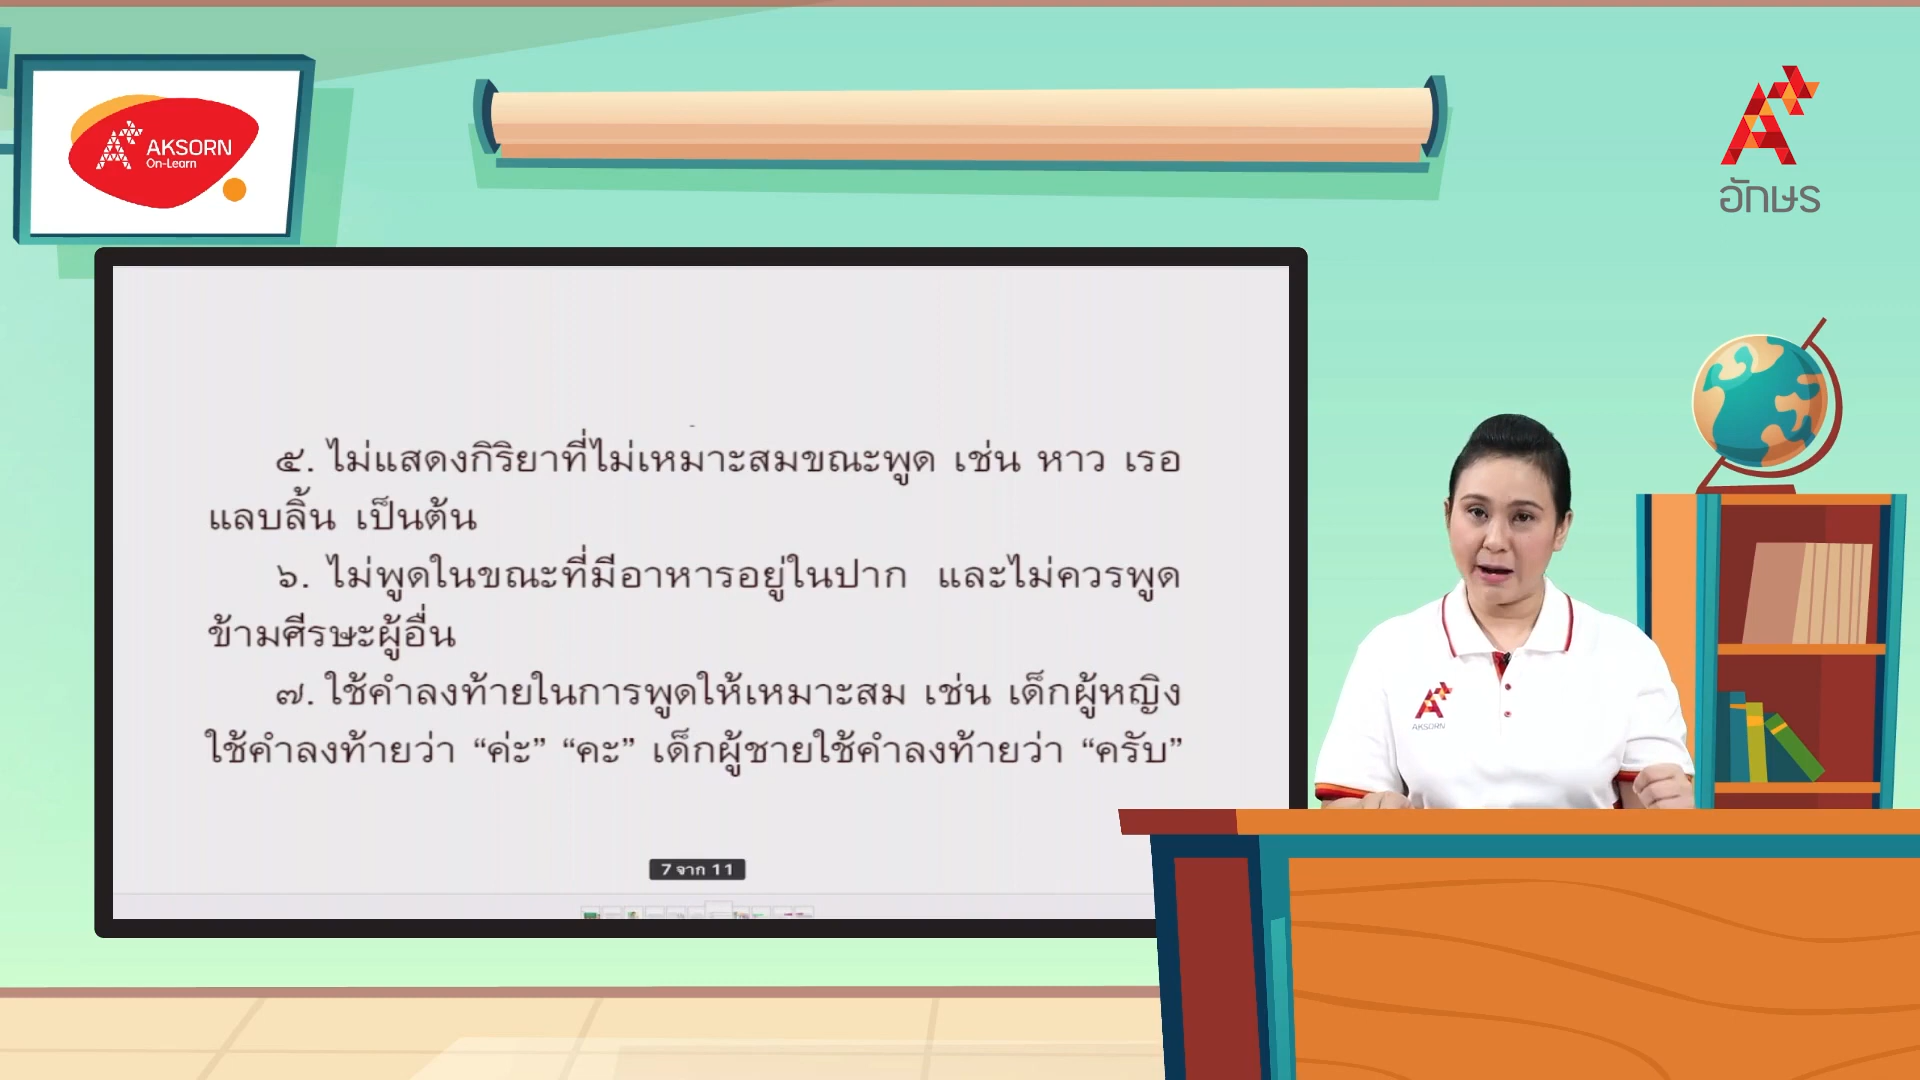 AKSORN
On-Learn
อักษร
๕. ไม่แสดงกิริยาที่ไม่เหมาะสมขณะพูด เช่น หาว เรอ
แลบลิ้น เป็นต้น
๖. ไม่พูดในขณะที่มีอาหารอยู่ในปาก และไม่ควรพูด
ข้ามศีรษะผู้อื่น
๗. ใช้คำลงท้ายในการพูดให้เหมาะสม เช่น เด็กผู้หญิง
ใช้คำลงท้ายว่า “ค่ะ” “คะ” เด็กผู้ชายใช้คำลงท้ายว่า “ครับ”
7 จาก 11
AKSORN